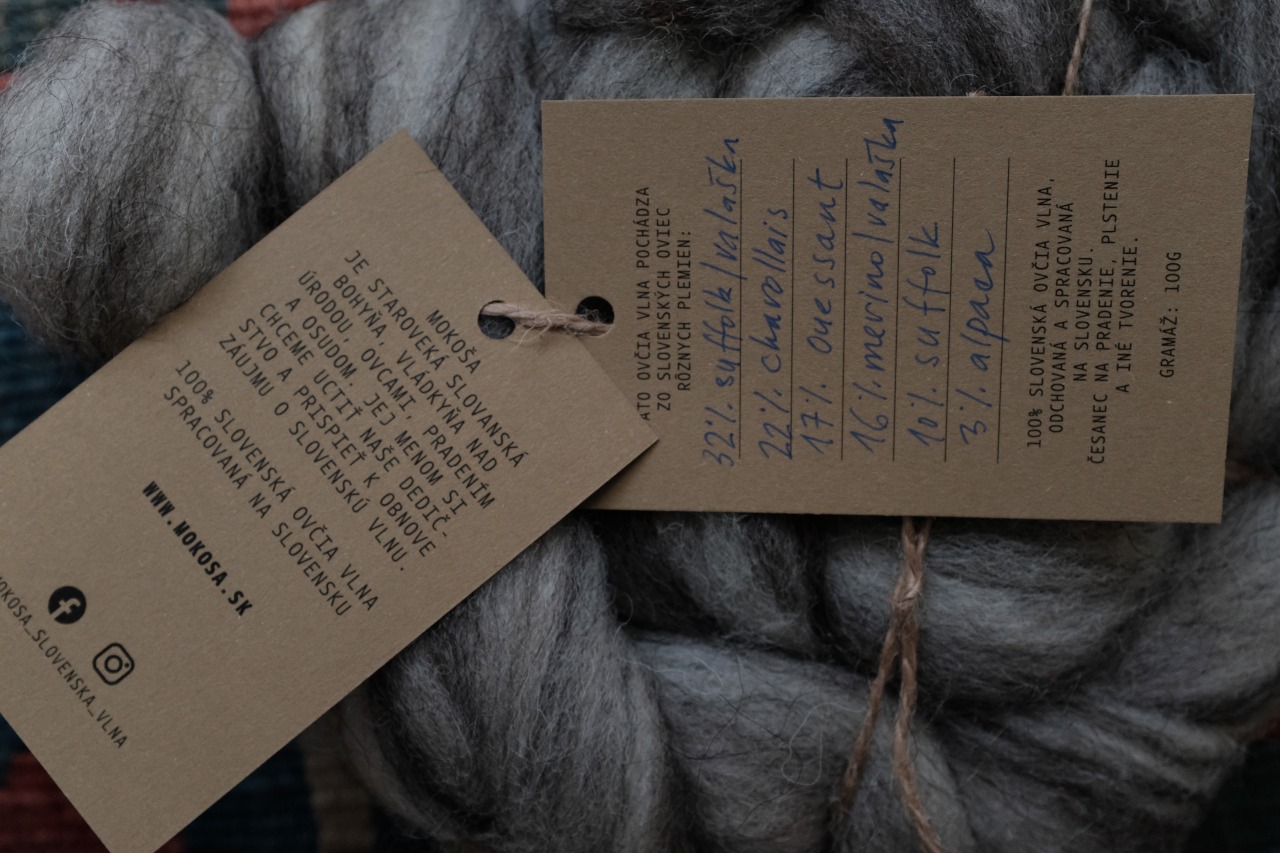 MOKOŠA
JE STAROVEKÁ SLOVANSKÁ
BOHYŇA, VLÁDKYŇA NAD
ÚRODOU, OVCAMI, PRADENÍM
A OSUDOM. JEJ MENOM SI
CHCEME UCTIŤ NAŠE DEDIČ-
STVO A PRISPIEŤ K OBNOVE
ZÁUJMU O SLOVENSKÚ VLNU.
100% SLOVENSKÁ OVČIA VLNA
SPRACOVANÁ NA SLOVENSKU
WWW.MOKOSA.SK
MOKOSA_SLOVENSKA_VLNA
ATO OVČIA VLNA POCHÁDZA
ZO SLOVENSKÝCH OVIEC
RÔZNYCH PLEMIEN:
32% suffolk/valaška
22% charollais
17% ouessant
16% merino/valaška
10% suffolk
3% alpaca
100% SLOVENSKÁ OVČIA VLNA,
ODCHOVANÁ A SPRACOVANÁ
NA SLOVENSKU.
ČESANEC NA PRADENIE, PLSTENIE
A INÉ TVORENIE.
GRAMÁŽ: 100G